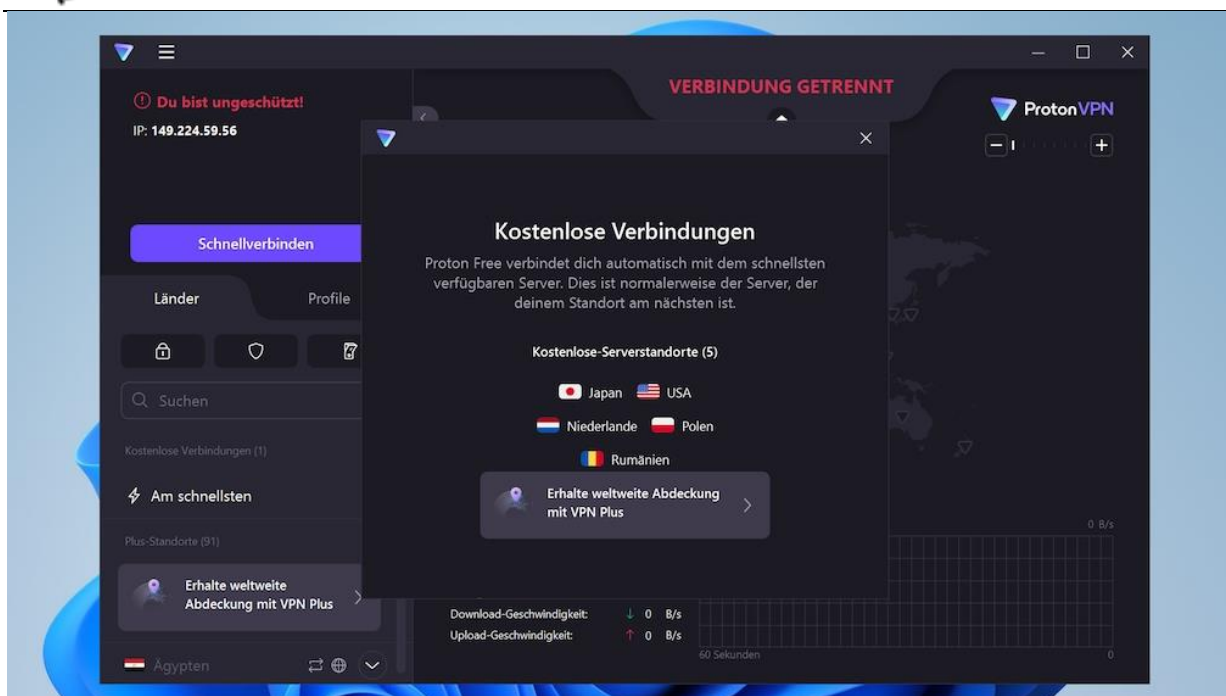 VERBINDUNG GETRENNT
Du bist ungeschützt!
IP: 149.224.59.56
ProtonVPN
Schnellverbinden
Länder
Profile
Suchen
Kostenlose Verbindungen (1)
Am schnellsten
Plus-Standorte (91)
Erhalte weltweite
Abdeckung mit VPN Plus
Ägypten
Kostenlose Verbindungen
Proton Free verbindet dich automatisch mit dem schnellsten
verfügbaren Server. Dies ist normalerweise der Server, der
deinem Standort am nächsten ist.
Kostenlose-Serverstandorte (5)
Japan USA
Niederlande Polen
Rumänien
Erhalte weltweite Abdeckung
mit VPN Plus
0 B/s
Download-Geschwindigkeit: ↓ 0 B/s
Upload-Geschwindigkeit: ↑ 0 B/s
60 Sekunden 0